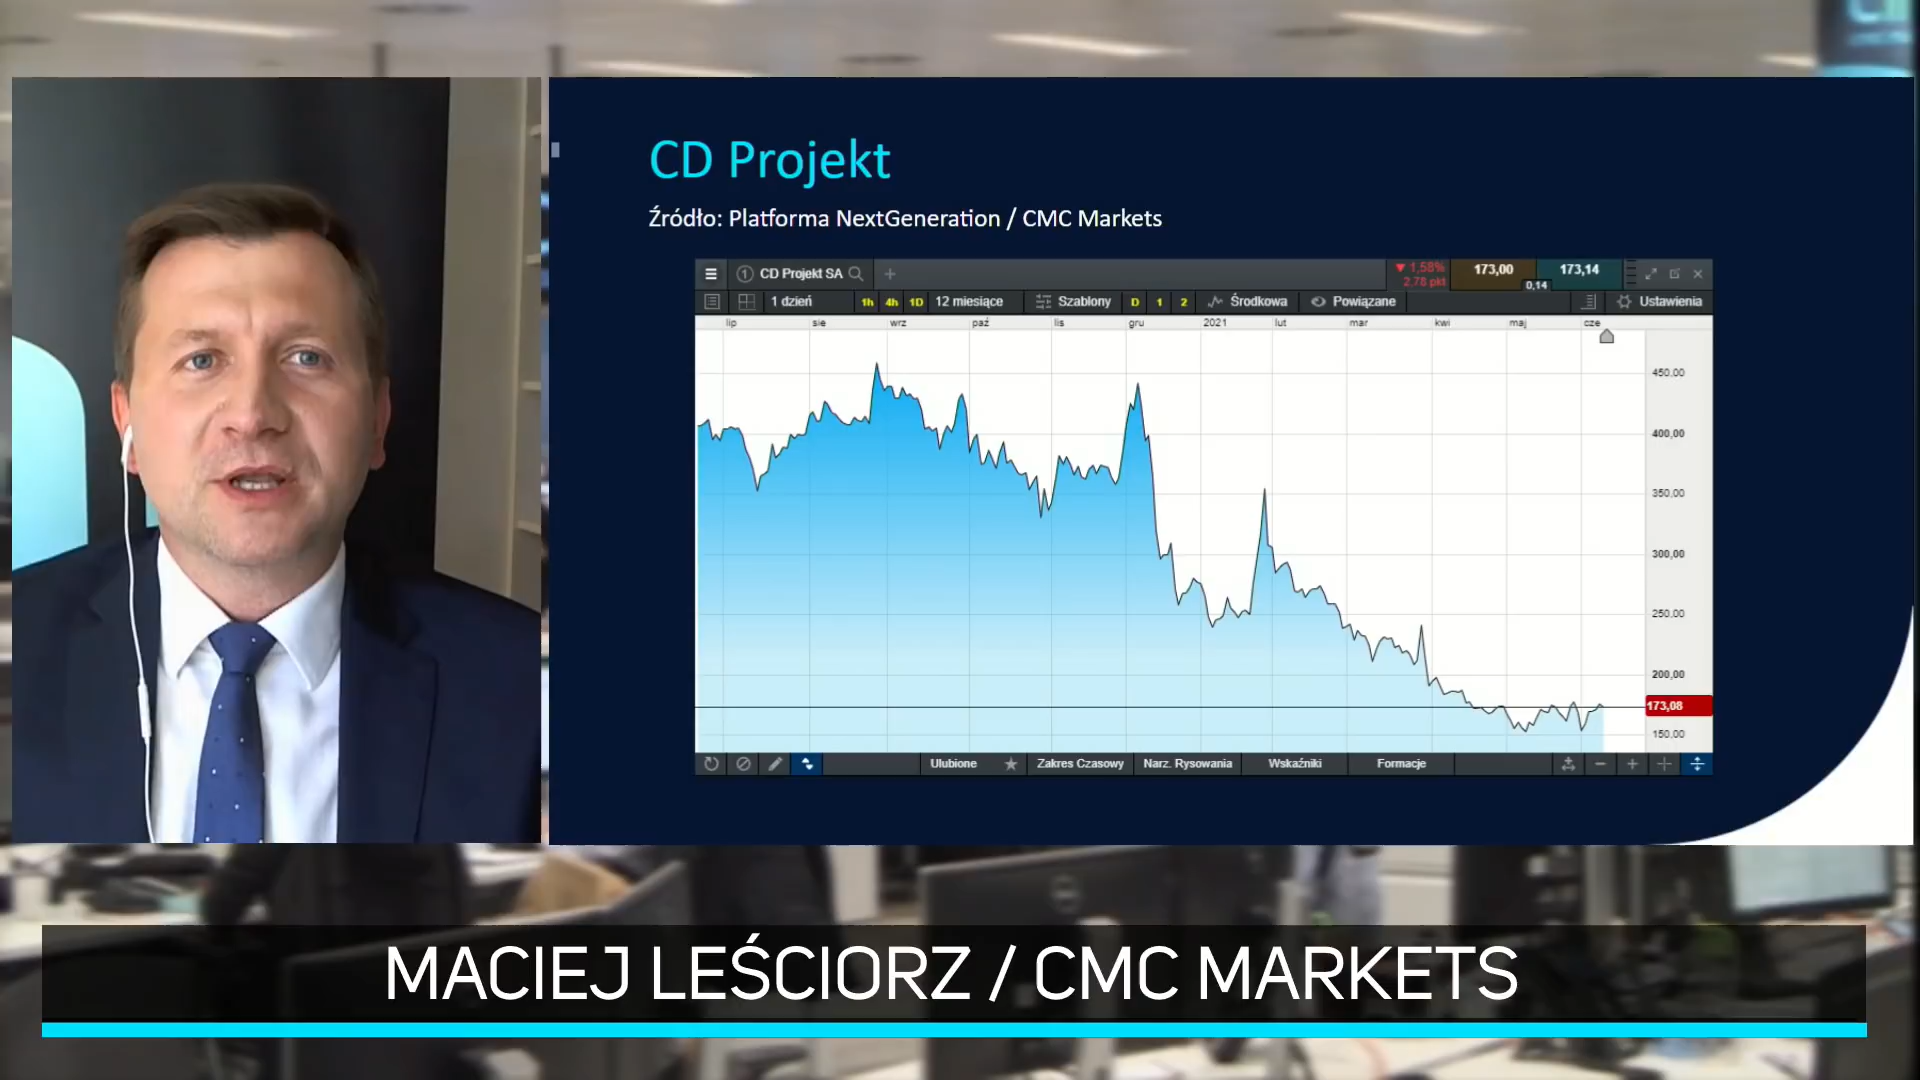 CD Projekt
Źródło: Platforma NextGeneration / CMC Markets
1 CD Projekt SA
1,58%
2.78 pkt
173,00
0,14
173,14
1 dzień 1h 4h 1D 12 miesiące Szablony D 1 2 Środkowa Powiązane Ustawienia
lip sie wrz paź lis gru 2021 lut mar kwi maj cze
450.00
400,00
350.00
300,00
250.00
200,00
173,08
150.00
Ulubione Zakres Czasowy Narz. Rysowania Wskaźniki Formacje
MACIEJ LEŚCIORZ / CMC MARKETS